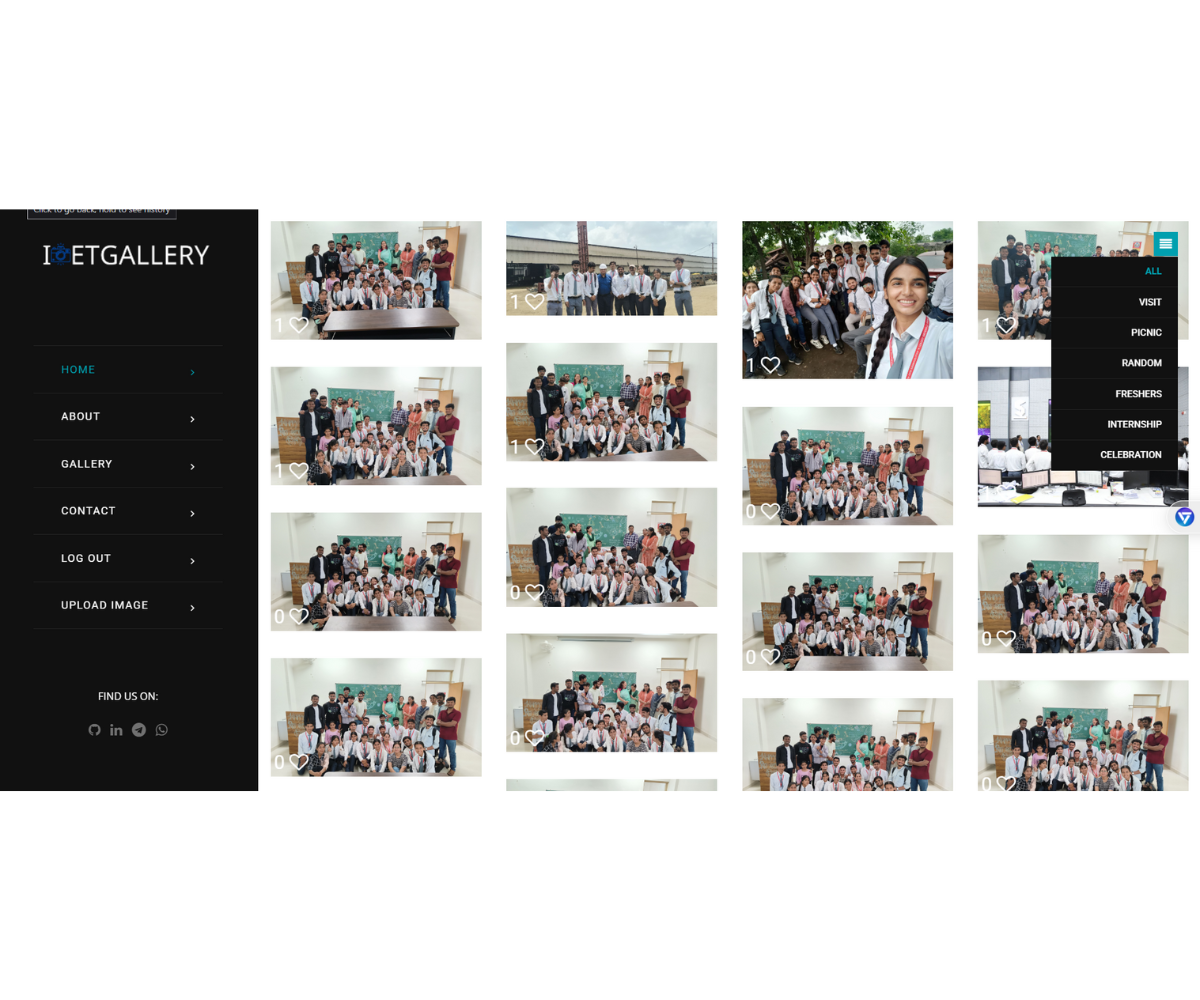 Click to go back, hold to see history
I ETGALLERY
HOME
ABOUT
GALLERY
CONTACT
LOG OUT
UPLOAD IMAGE
FIND US ON:
1
1
1
1
1
1
0
0
0
0
0
0
0
0
0
ALL
VISIT
PICNIC
RANDOM
FRESHERS
INTERNSHIP
CELEBRATION